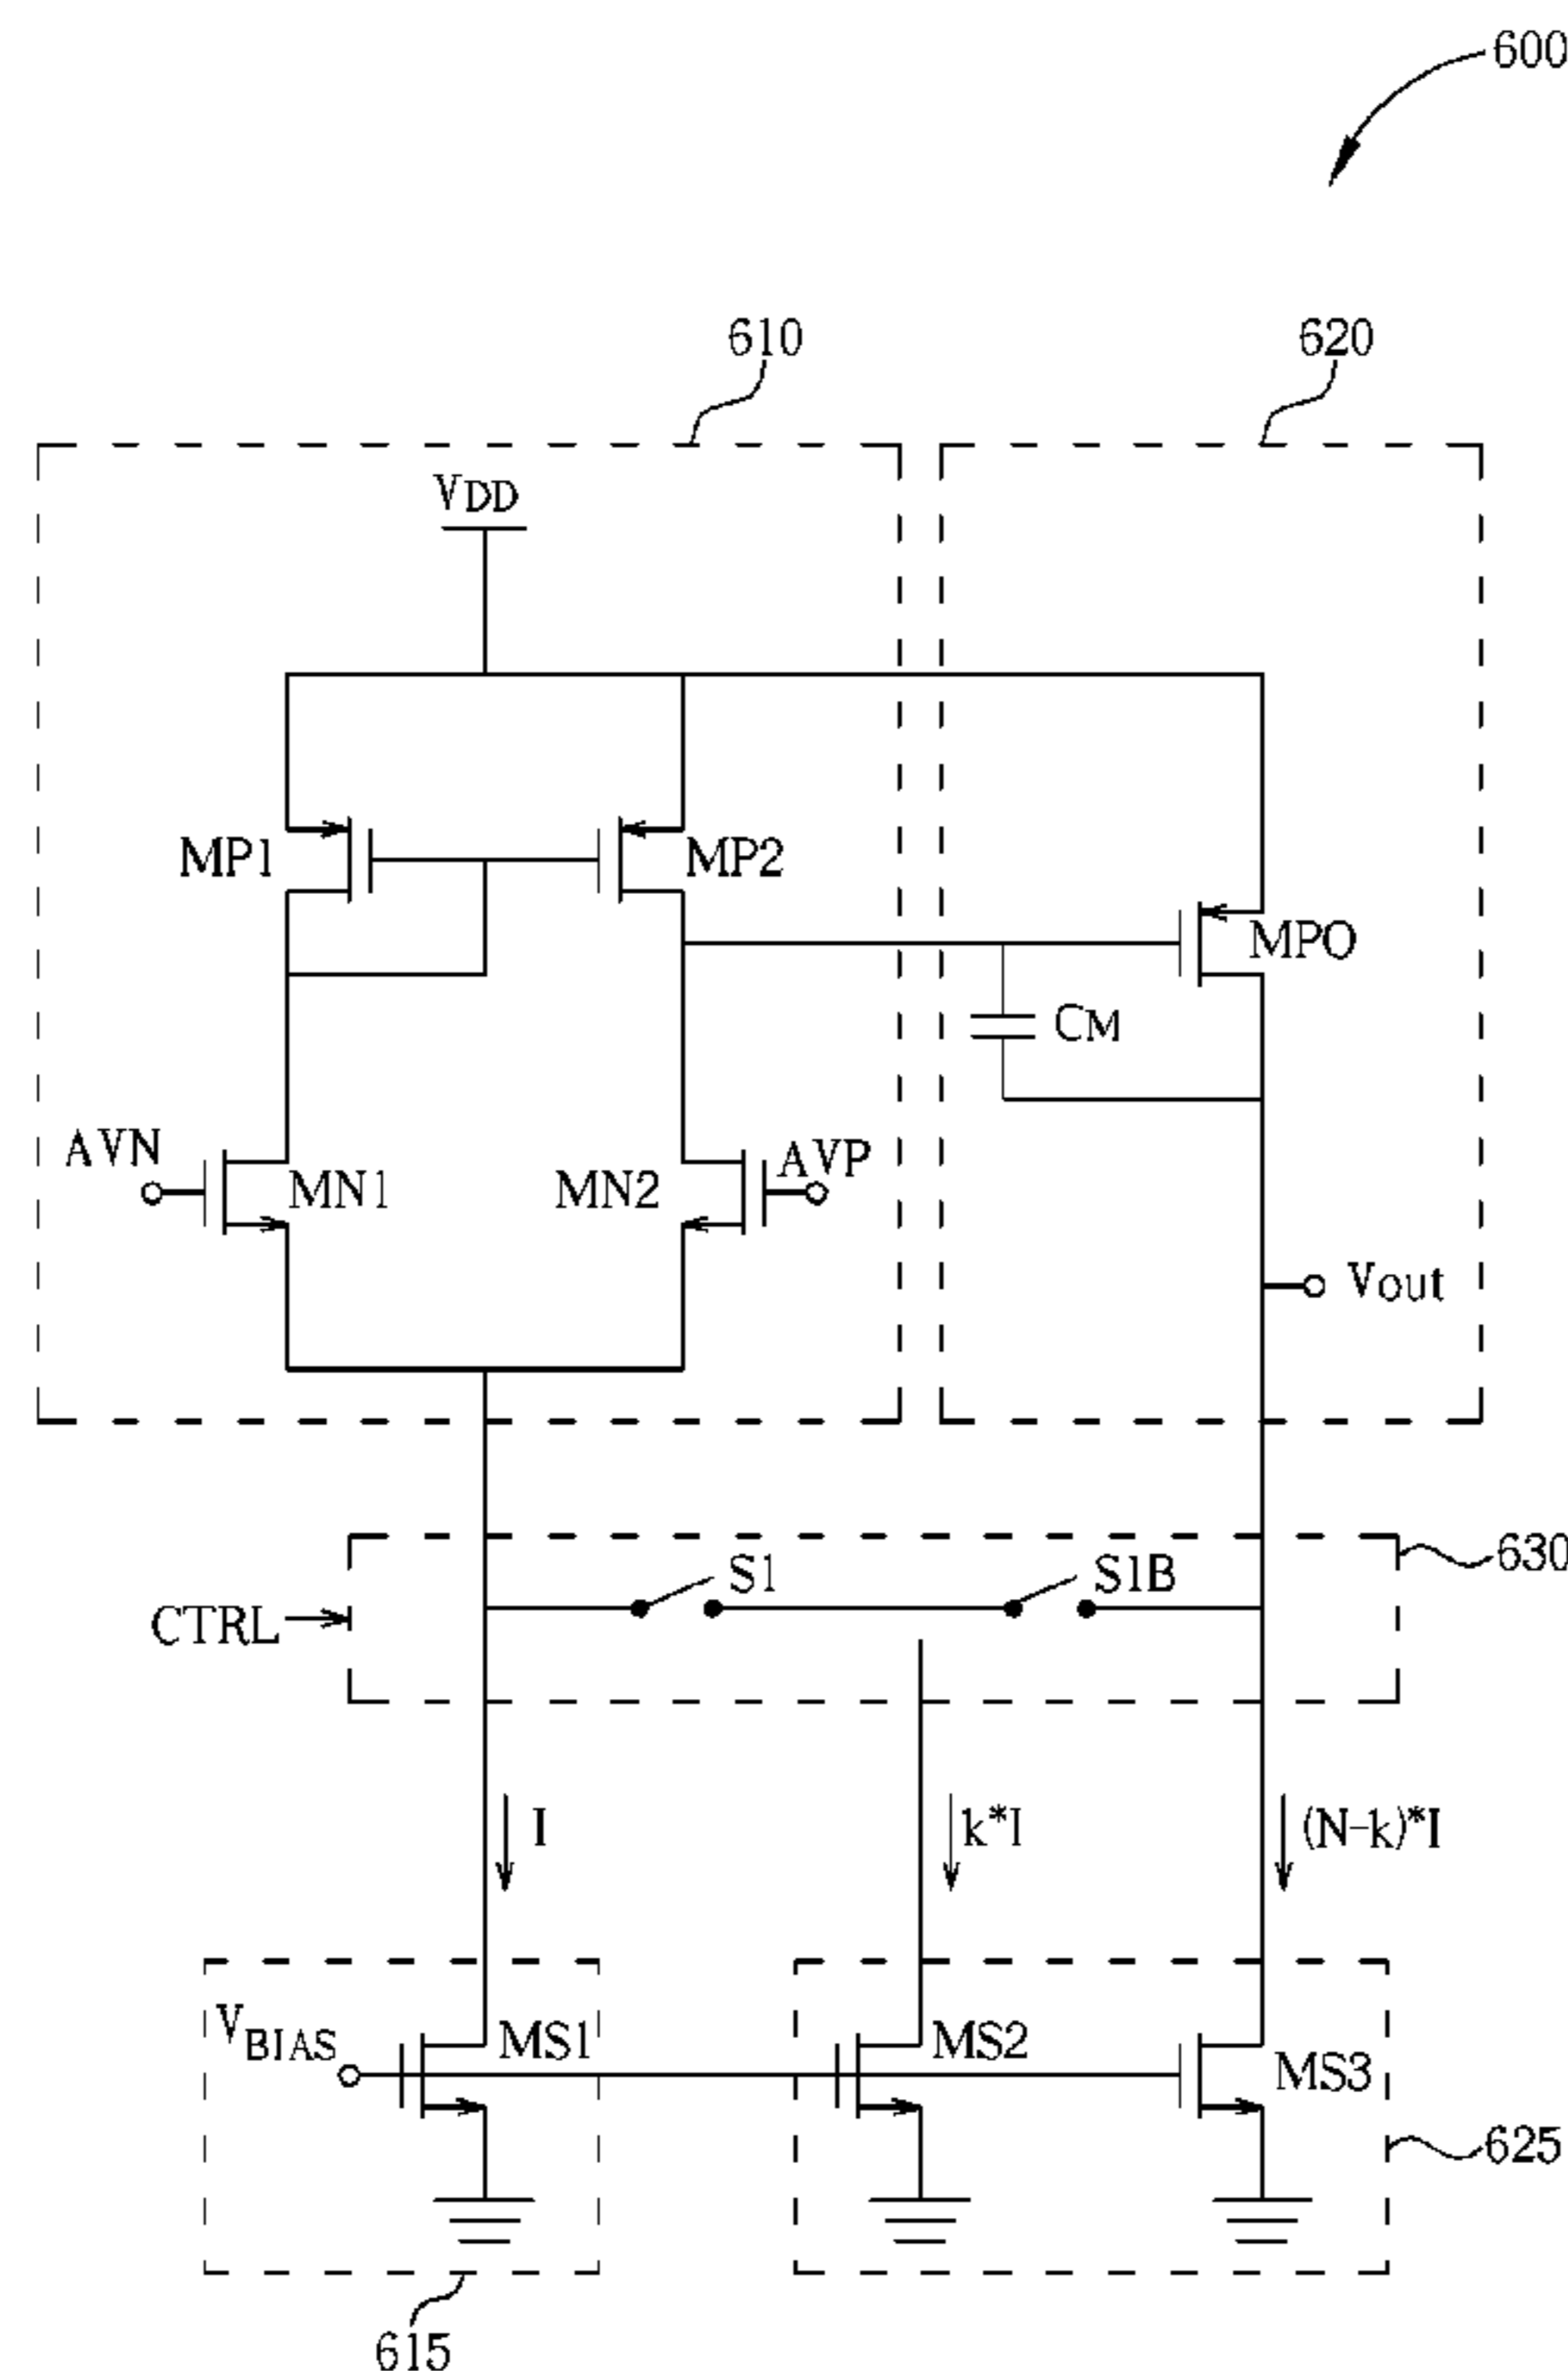 600
610
620
VDD
MP1
MP2
MPO
CM
AVN
MN1
MN2
AVP
Vout
630
S1
S1B
CTRL
I
k*I
(N-k)*I
VBIAS
MS1
MS2
MS3
625
615